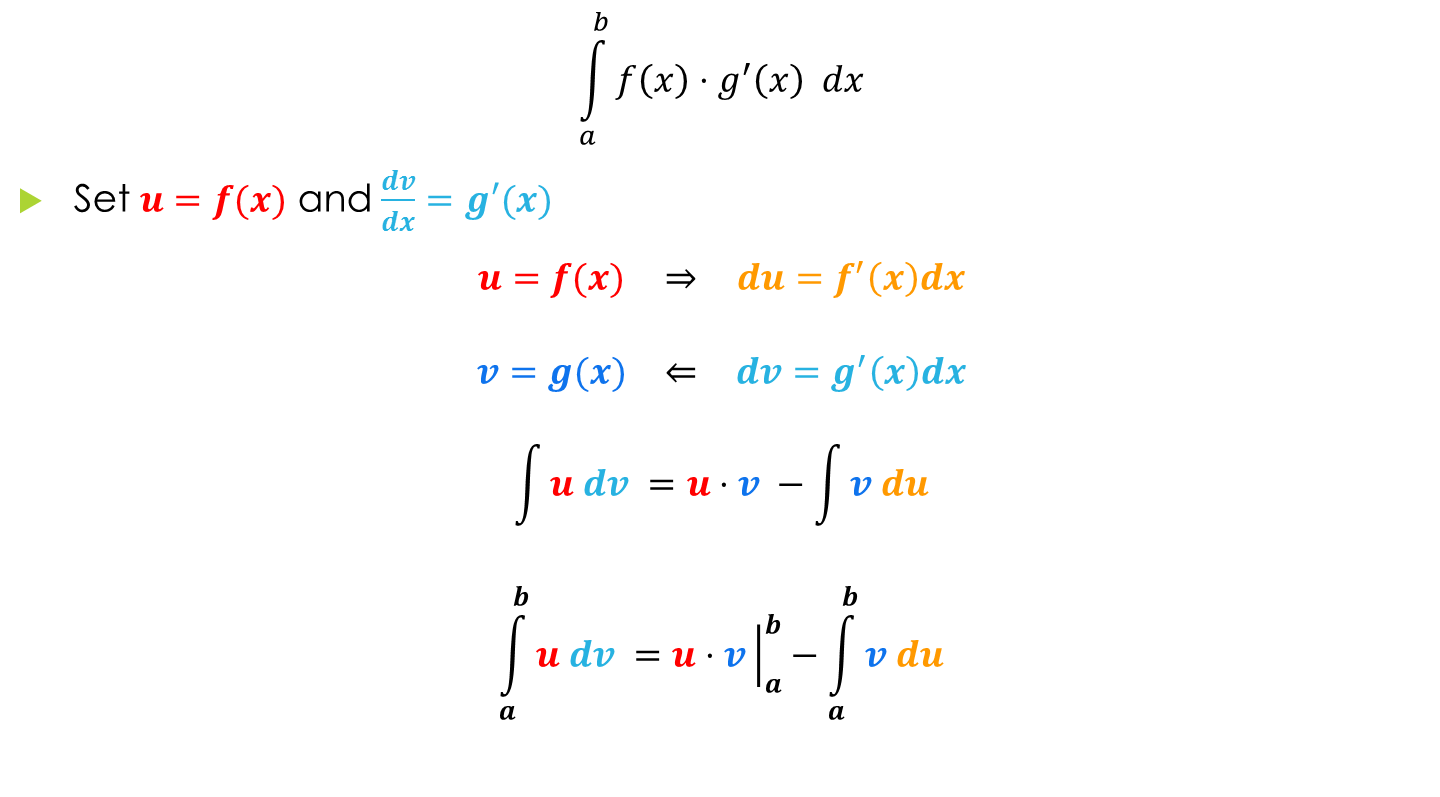 ∫_a^b f(x) · g′(x) dx
Set u = f(x) and dv/dx = g′(x)
u = f(x) ⇒ du = f′(x)dx
v = g(x) ⇐ dv = g′(x)dx
∫ u dv = u · v − ∫ v du
∫_a^b u dv = u · v |_a^b − ∫_a^b v du